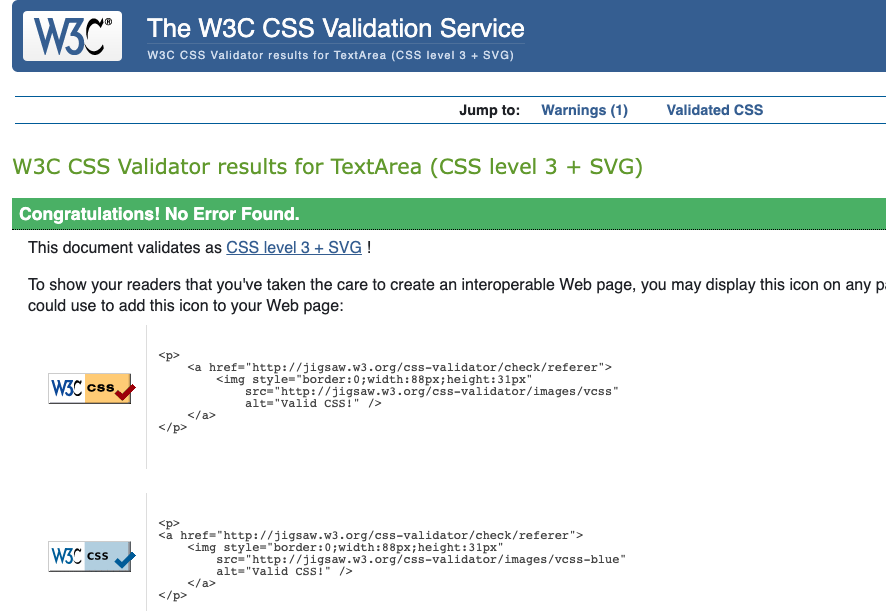 W3C®
The W3C CSS Validation Service
W3C CSS Validator results for TextArea (CSS level 3 + SVG)
Jump to: Warnings (1) Validated CSS
W3C CSS Validator results for TextArea (CSS level 3 + SVG)
Congratulations! No Error Found.
This document validates as CSS level 3 + SVG !
To show your readers that you've taken the care to create an interoperable Web page, you may display this icon on any
could use to add this icon to your Web page:
W3C css
<p>
<a href="http://jigsaw.w3.org/css-validator/check/referer">
<img style="border:0;width:88px;height:31px"
src="http://jigsaw.w3.org/css-validator/images/vcss"
alt="Valid CSS!" />
</a>
</p>
W3C css
<p>
<a href="http://jigsaw.w3.org/css-validator/check/referer">
<img style="border:0;width:88px;height:31px"
src="http://jigsaw.w3.org/css-validator/images/vcss-blue"
alt="Valid CSS!" />
</a>
</p>